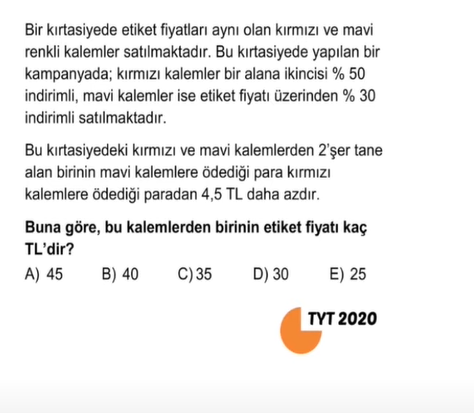 Bir kırtasiyede etiket fiyatları aynı olan kırmızı ve mavi
renkli kalemler satılmaktadır. Bu kırtasiyede yapılan bir
kampanyada; kırmızı kalemler bir alana ikincisi % 50
indirimli, mavi kalemler ise etiket fiyatı üzerinden % 30
indirimli satılmaktadır.
Bu kırtasiyedeki kırmızı ve mavi kalemlerden 2'şer tane
alan birinin mavi kalemlere ödediği para kırmızı
kalemlere ödediği paradan 4,5 TL daha azdır.
Buna göre, bu kalemlerden birinin etiket fiyatı kaç
TL'dir?
A) 45 B) 40 C) 35 D) 30 E) 25
TYT 2020